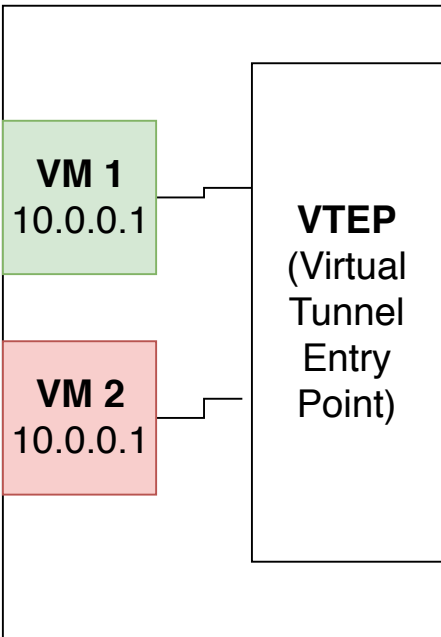 VM 1
10.0.0.1
VM 2
10.0.0.1
VTEP
(Virtual
Tunnel
Entry
Point)